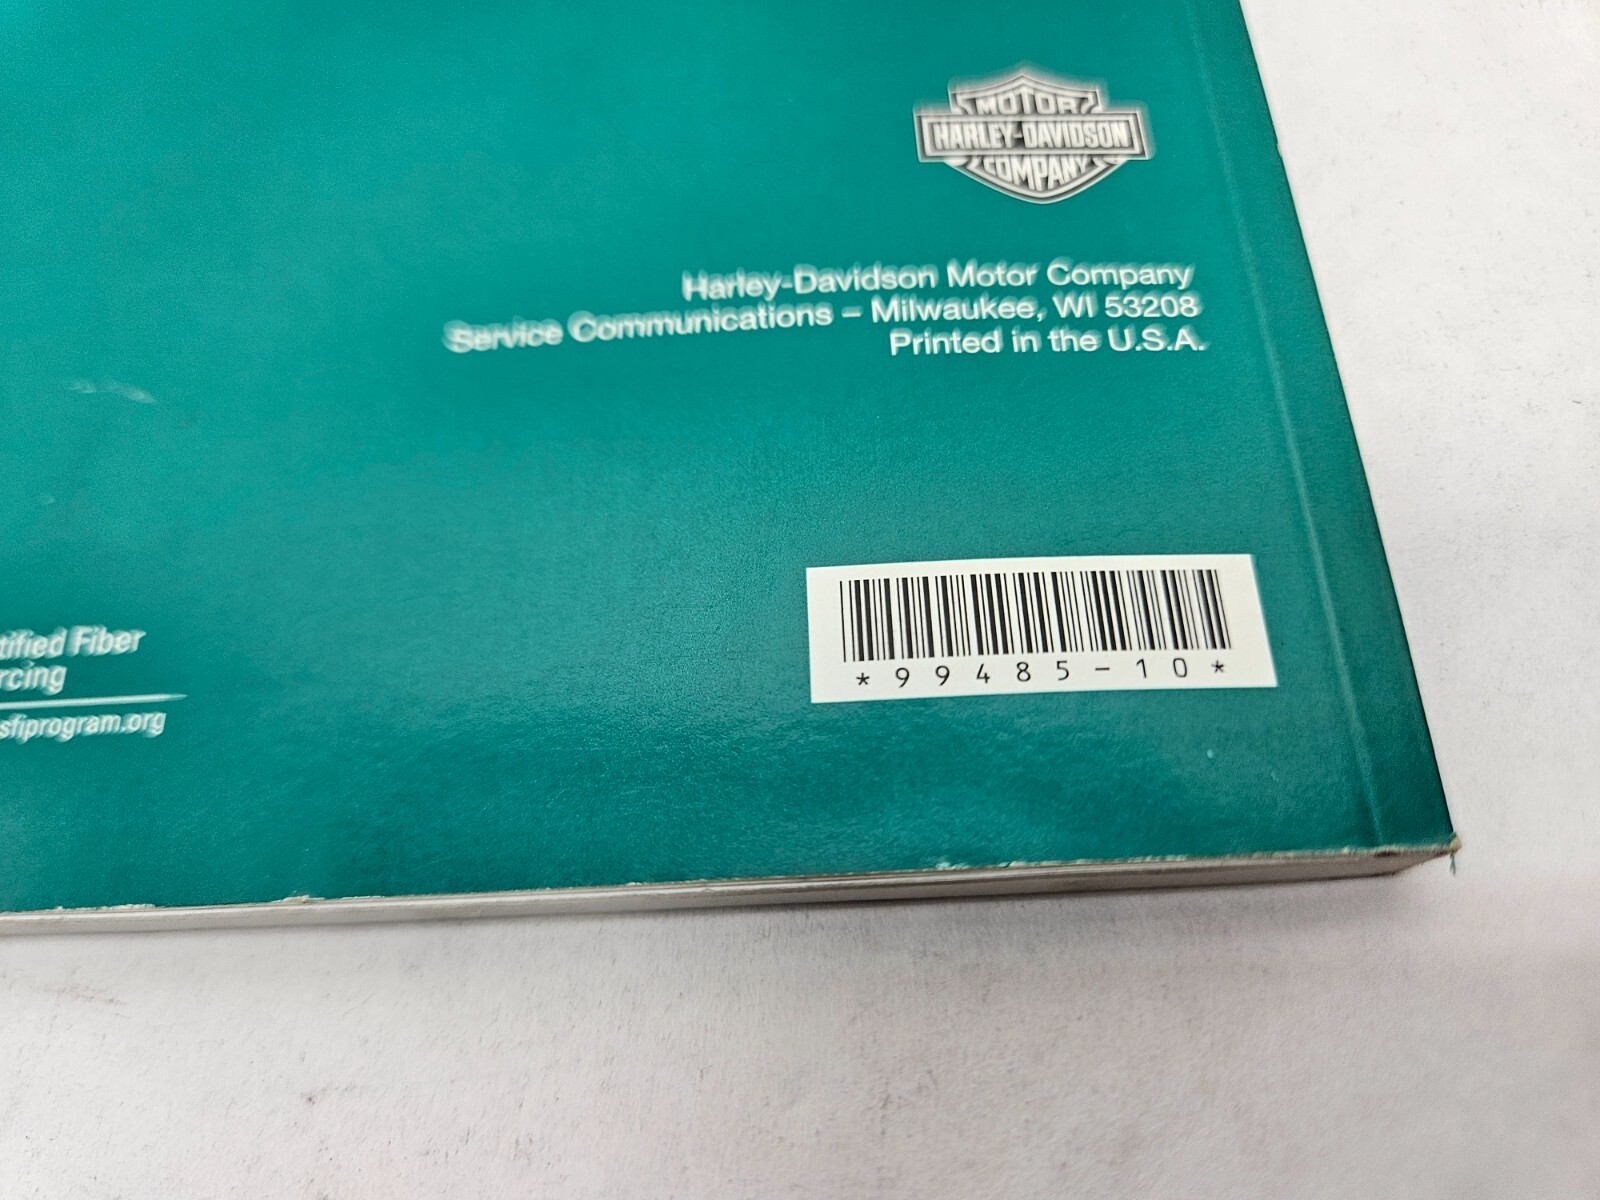 MOTOR
HARLEY-DAVIDSON
COMPANY
Harley-Davidson Motor Company
Service Communications – Milwaukee, WI 53208
Printed in the U.S.A.
*99485-10*
tified Fiber
rcing
sfiprogram.org